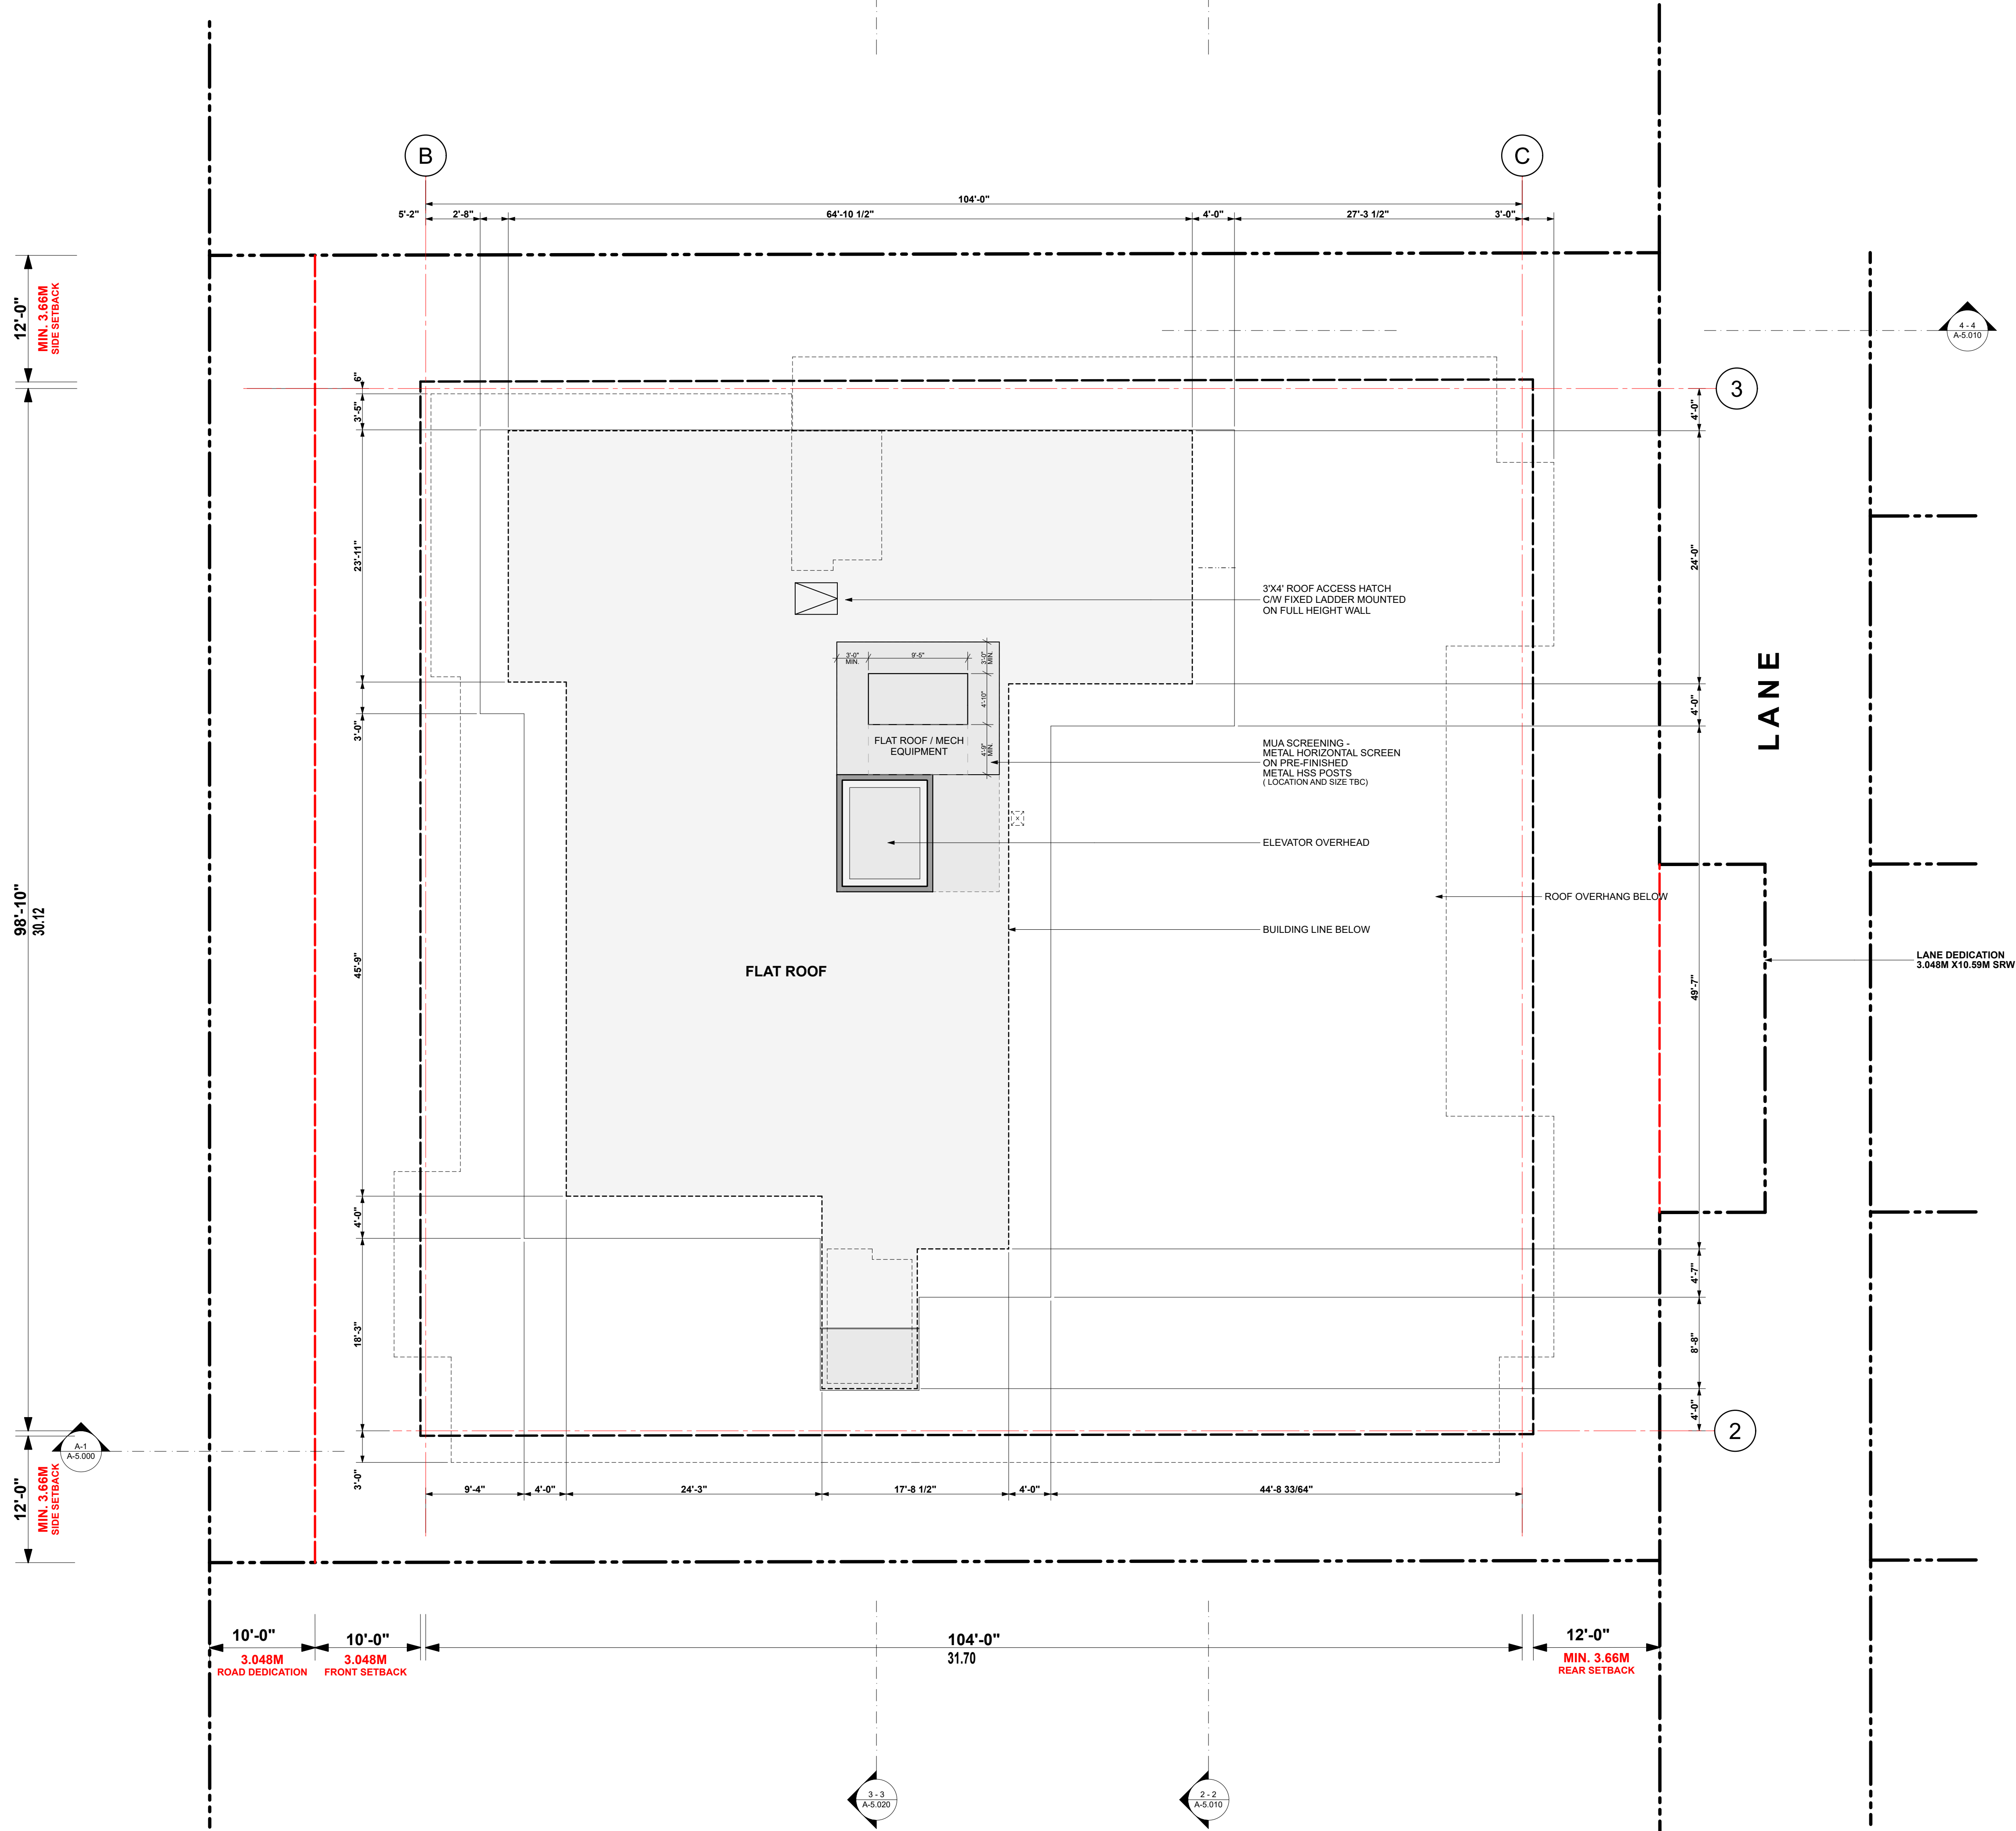 B
C
104'-0"
5'-2"
2'-8"
64'-10 1/2"
4'-0"
27'-3 1/2"
3'-0"
12'-0"
MIN. 3.66M
SIDE SETBACK
4 - 4
A-5.010
6"
3'-5"
3
4'-0"
23'-11"
24'-0"
3'X4' ROOF ACCESS HATCH
C/W FIXED LADDER MOUNTED
ON FULL HEIGHT WALL
3'-0"
MIN.
9'-5"
3'-0"
MIN.
4'-10"
4'-9"
MIN.
FLAT ROOF / MECH
EQUIPMENT
3'-0"
4'-0"
LANE
MUA SCREENING -
METAL HORIZONTAL SCREEN
ON PRE-FINISHED
METAL HSS POSTS
( LOCATION AND SIZE TBC)
ELEVATOR OVERHEAD
ROOF OVERHANG BELOW
BUILDING LINE BELOW
98'-10"
30.12
45'-9"
FLAT ROOF
49'-7"
LANE DEDICATION
3.048M X10.59M SRW
4'-0"
4'-7"
18'-3"
8'-8"
4'-0"
2
A-1
A-5.000
12'-0"
MIN. 3.66M
SIDE SETBACK
3'-0"
9'-4"
4'-0"
24'-3"
17'-8 1/2"
4'-0"
44'-8 33/64"
10'-0"
3.048M
ROAD DEDICATION
10'-0"
3.048M
FRONT SETBACK
104'-0"
31.70
12'-0"
MIN. 3.66M
REAR SETBACK
3 - 3
A-5.020
2 - 2
A-5.010